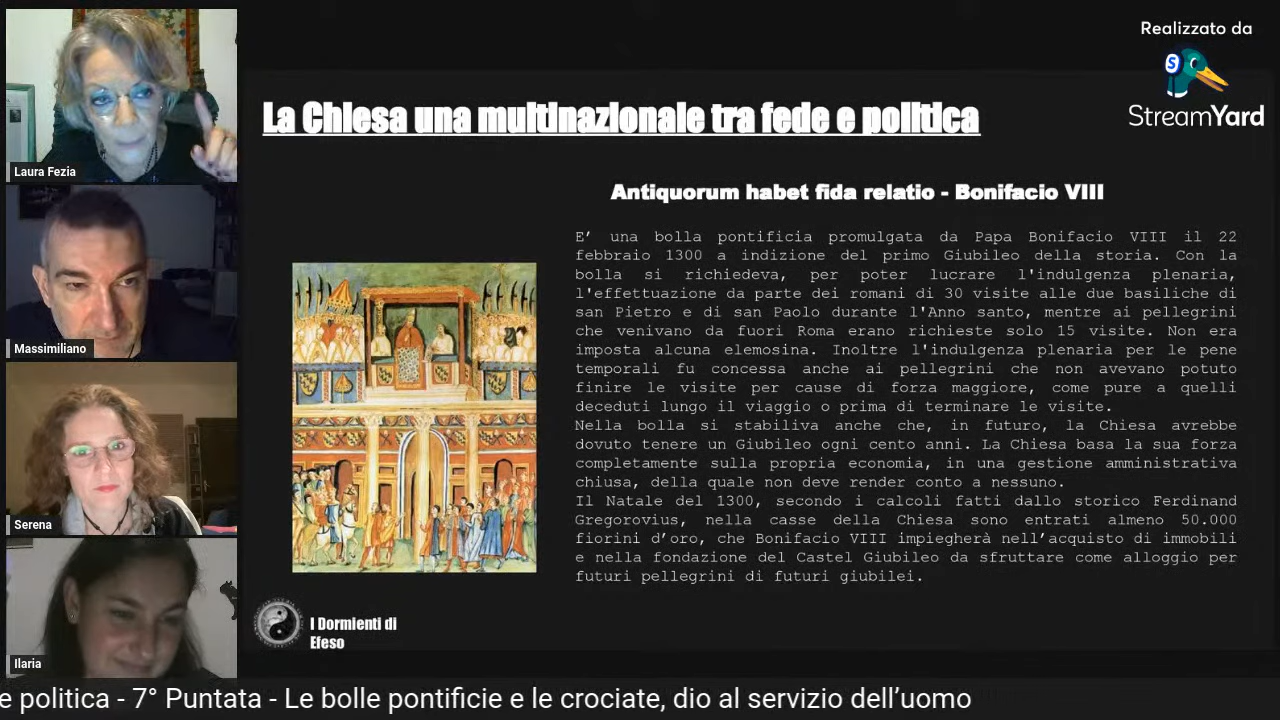 Realizzato da
StreamYard
La Chiesa una multinazionale tra fede e politica
Antiquorum habet fida relatio - Bonifacio VIII
E' una bolla pontificia promulgata da Papa Bonifacio VIII il 22
febbraio 1300 a indizione del primo Giubileo della storia. Con la
bolla si richiedeva, per poter lucrare l'indulgenza plenaria,
l'effettuazione da parte dei romani di 30 visite alle due basiliche di
san Pietro e di san Paolo durante l'Anno santo, mentre ai pellegrini
che venivano da fuori Roma erano richieste solo 15 visite. Non era
imposta alcuna elemosina. Inoltre l'indulgenza plenaria per le pene
temporali fu concessa anche ai pellegrini che non avevano potuto
finire le visite per cause di forza maggiore, come pure a quelli
deceduti lungo il viaggio o prima di terminare le visite.
Nella bolla si stabiliva anche che, in futuro, la Chiesa avrebbe
dovuto tenere un Giubileo ogni cento anni. La Chiesa basa la sua forza
completamente sulla propria economia, in una gestione amministrativa
chiusa, della quale non deve render conto a nessuno.
Il Natale del 1300, secondo i calcoli fatti dallo storico Ferdinand
Gregorovius, nella casse della Chiesa sono entrati almeno 50.000
fiorini d'oro, che Bonifacio VIII impiegherà nell'acquisto di immobili
e nella fondazione del Castel Giubileo da sfruttare come alloggio per
futuri pellegrini di futuri giubilei.
I Dormienti di
Efeso
Laura Fezia
Massimiliano
Serena
Ilaria
e politica - 7° Puntata - Le bolle pontificie e le crociate, dio al servizio dell'uomo